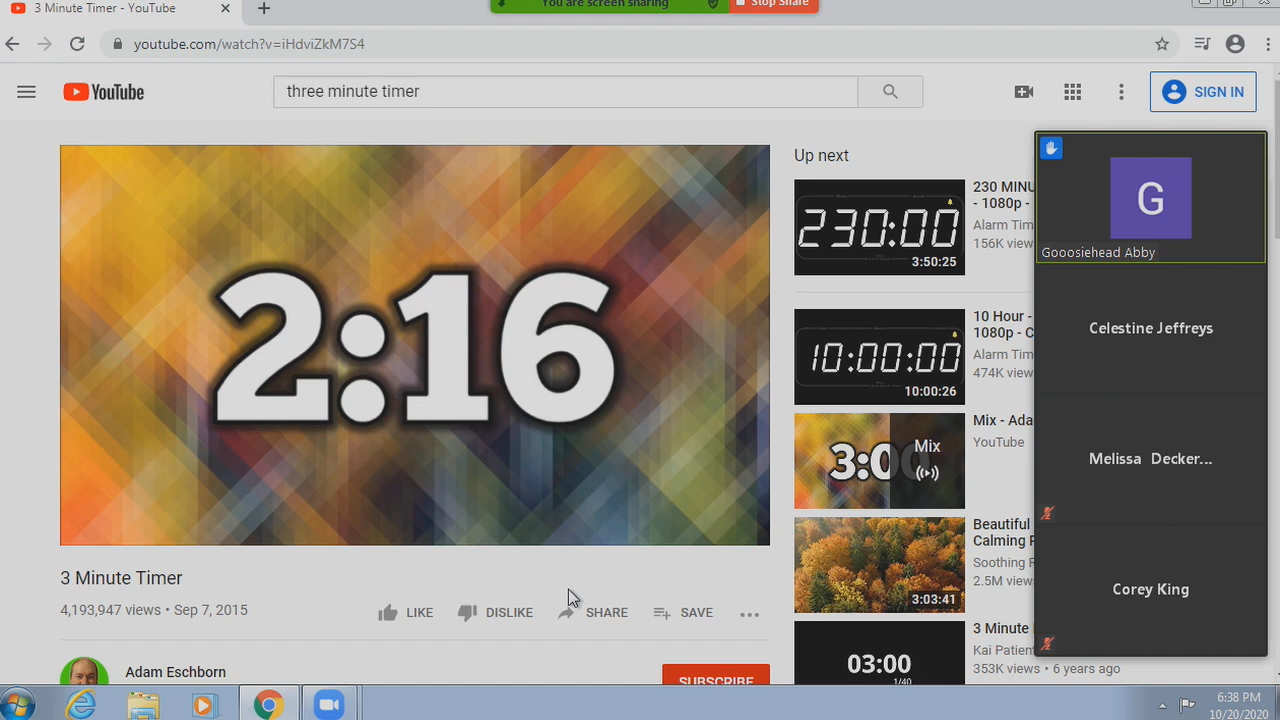 3 Minute Timer - YouTube
You are screen sharing
Stop Share
youtube.com/watch?v=iHdviZkM7S4
YouTube
three minute timer
SIGN IN
2:16
3 Minute Timer
4,193,947 views • Sep 7, 2015
LIKE
DISLIKE
SHARE
SAVE
Adam Eschborn
SUBSCRIBE
Up next
230:00
3:50:25
230 MINU
- 1080p -
Alarm Tim
156K view
10:00:00
10:00:26
10 Hour -
1080p - C
Alarm Tim
474K view
3:00
Mix
Mix - Ada
YouTube
3:03:41
Beautiful
Calming
Soothing
2.5M view
03:00
1/40
3 Minute
Kai Patien
353K views • 6 years ago
G
Gooosiehead Abby
Celestine Jeffreys
Melissa Decker...
Corey King
6:38 PM
10/20/2020